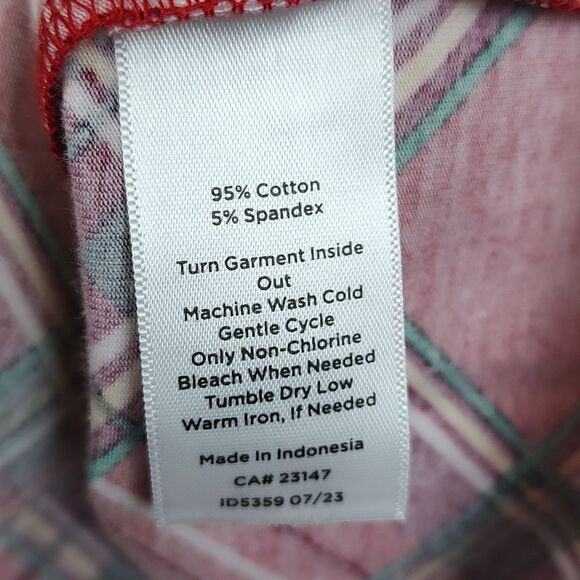 95% Cotton
5% Spandex
Turn Garment Inside
Out
Machine Wash Cold
Gentle Cycle
Only Non-Chlorine
Bleach When Needed
Tumble Dry Low
Warm Iron, If Needed
Made In Indonesia
CA# 23147
ID5359 07/23